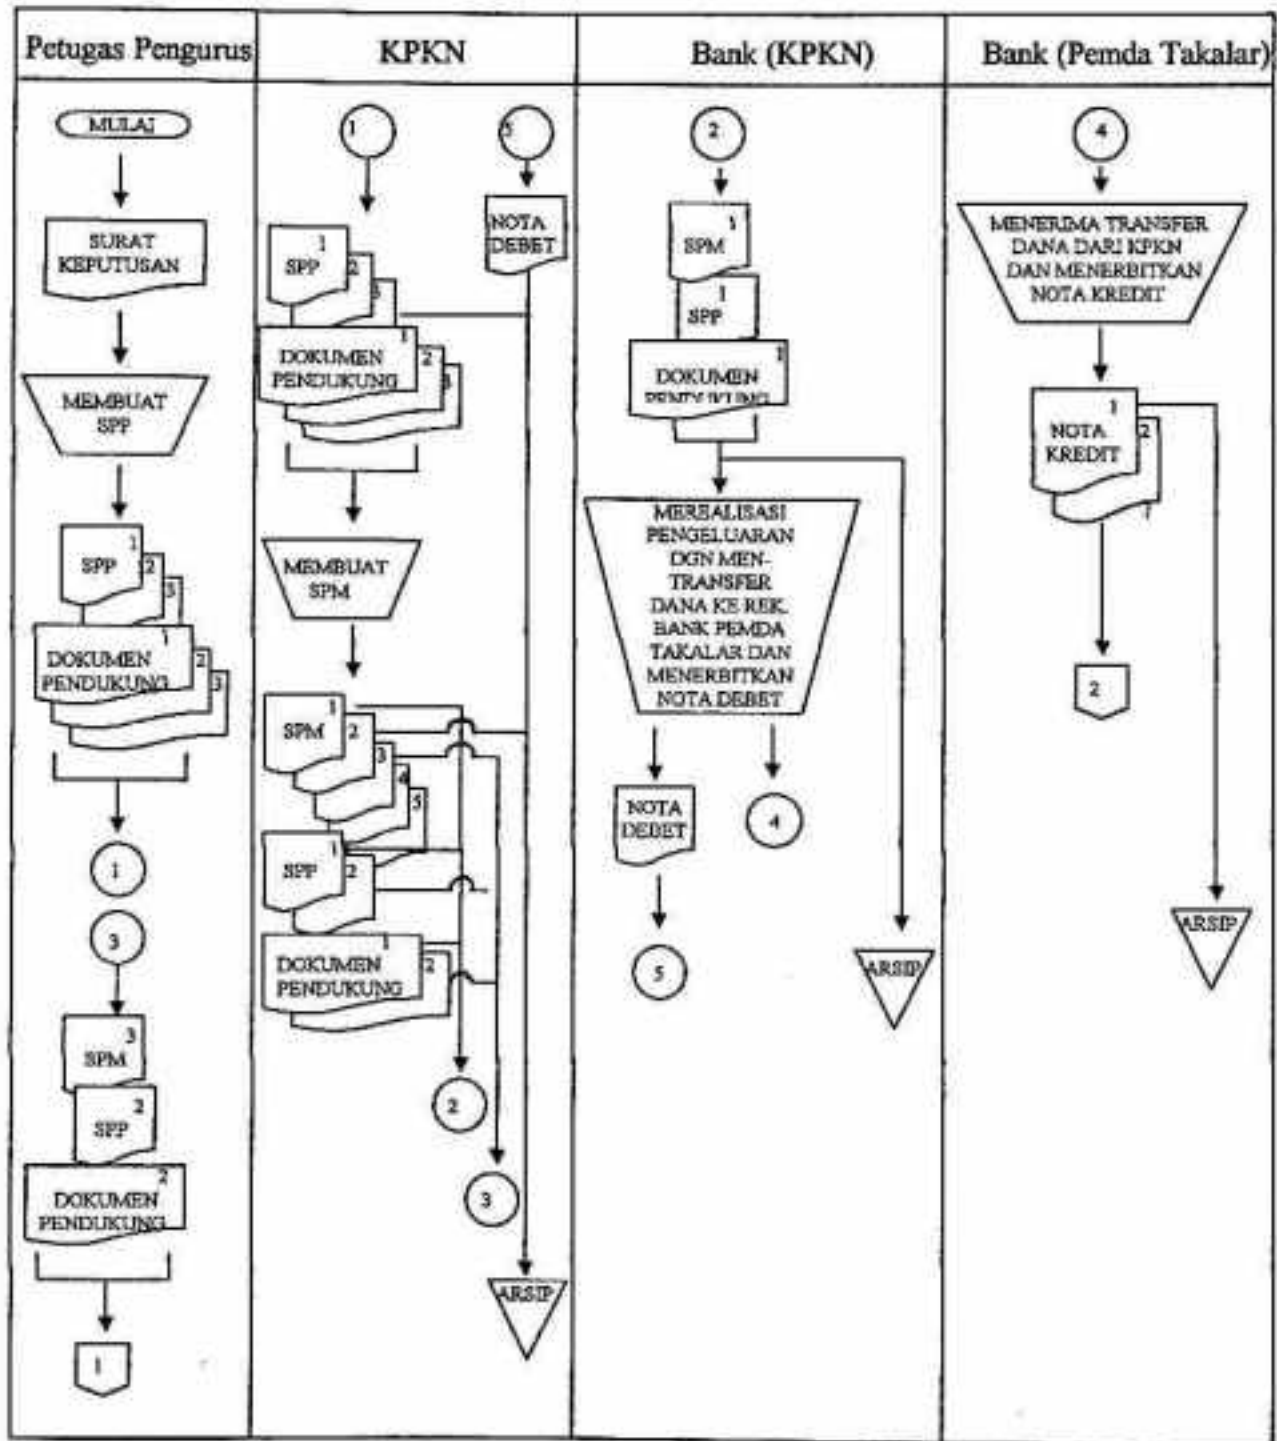 Petugas Pengurus
KPKN
Bank (KPKN)
Bank (Pemda Takalar)
MULAI
SURAT
KEPUTUSAN
MEMBUAT
SPP
1
SPP
2
3
1
DOKUMEN
PENDUKUNG
2
3
1
3
3
SPM
2
SPP
2
DOKUMEN
PENDUKUNG
1
1
5
NOTA
DEBET
1
SPP
2
3
1
DOKUMEN
PENDUKUNG
2
3
MEMBUAT
SPM
1
SPM
2
3
4
5
1
SPP
2
1
DOKUMEN
PENDUKUNG
2
2
3
ARSIP
2
1
SPM
1
SPP
DOKUMEN
PENDUKUNG
MEREALISASI
PENGELUARAN
DGN MEN-
TRANSFER
DANA KE REK.
BANK PEMDA
TAKALAR DAN
MENERBITKAN
NOTA DEBET
NOTA
DEBET
4
5
ARSIP
4
MENERIMA TRANSFER
DANA DARI KPKN
DAN MENERBITKAN
NOTA KREDIT
1
NOTA
KREDIT
2
2
ARSIP